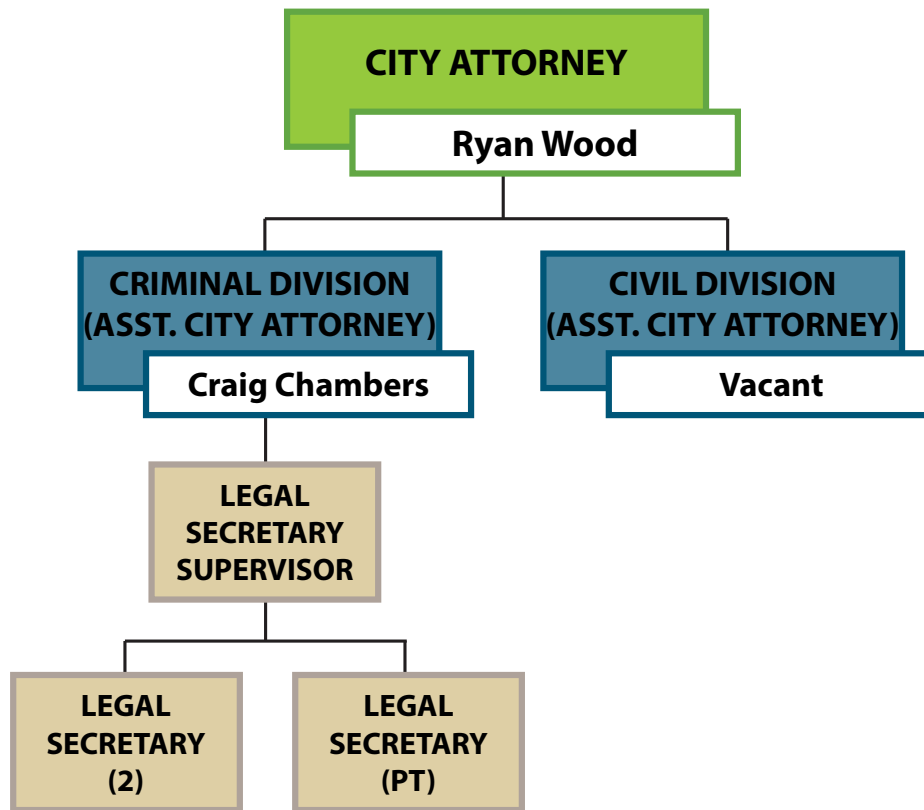 CITY ATTORNEY
Ryan Wood
CRIMINAL DIVISION
(ASST. CITY ATTORNEY)
Craig Chambers
CIVIL DIVISION
(ASST. CITY ATTORNEY)
Vacant
LEGAL
SECRETARY
SUPERVISOR
LEGAL
SECRETARY
(2)
LEGAL
SECRETARY
(PT)